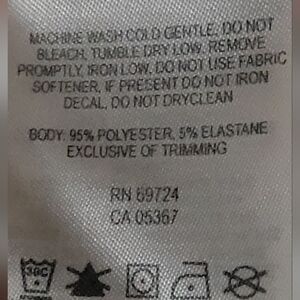 MACHINE WASH COLD GENTLE, DO NOT
BLEACH, TUMBLE DRY LOW, REMOVE
PROMPTLY, IRON LOW, DO NOT USE FABRIC
SOFTENER, IF PRESENT DO NOT IRON
DECAL, DO NOT DRYCLEAN
BODY: 95% POLYESTER, 5% ELASTANE
EXCLUSIVE OF TRIMMING
RN 69724
CA 05367
30C